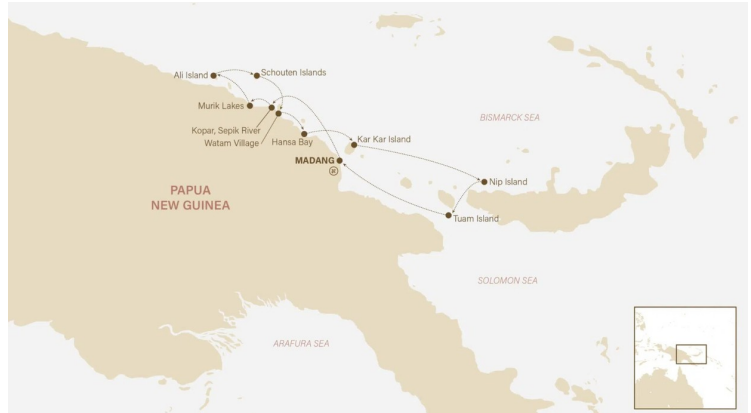 Ali Island
Schouten Islands
Murik Lakes
Kopar, Sepik River
Watam Village
Hansa Bay
Kar Kar Island
BISMARCK SEA
MADANG
Nip Island
PAPUA
NEW GUINEA
Tuam Island
SOLOMON SEA
ARAFURA SEA